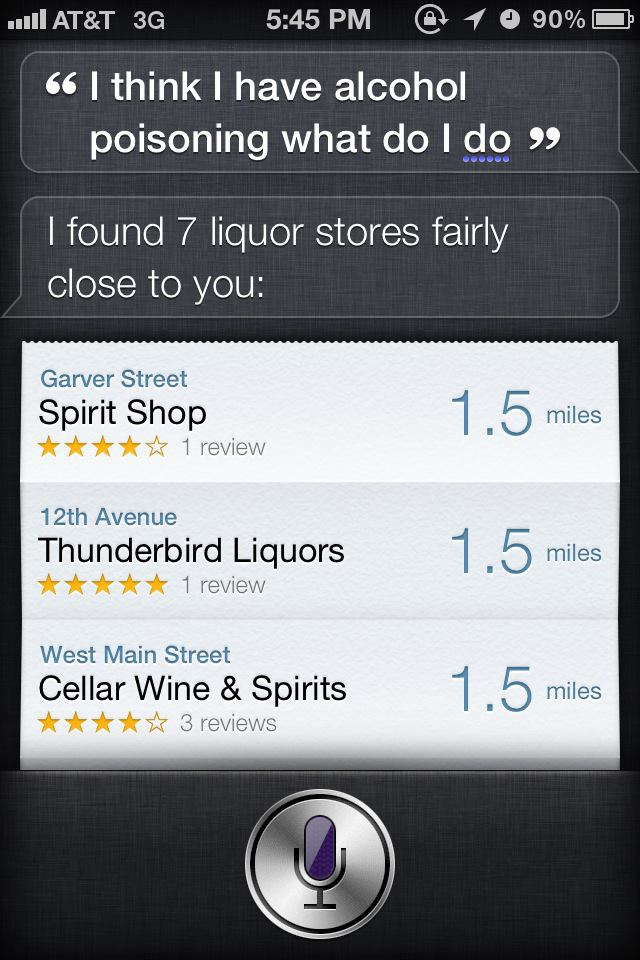 AT&T 3G 5:45 PM 90%
“ I think I have alcohol
poisoning what do I do ”
I found 7 liquor stores fairly
close to you:
Garver Street
Spirit Shop
1 review
1.5 miles
12th Avenue
Thunderbird Liquors
1 review
1.5 miles
West Main Street
Cellar Wine & Spirits
3 reviews
1.5 miles